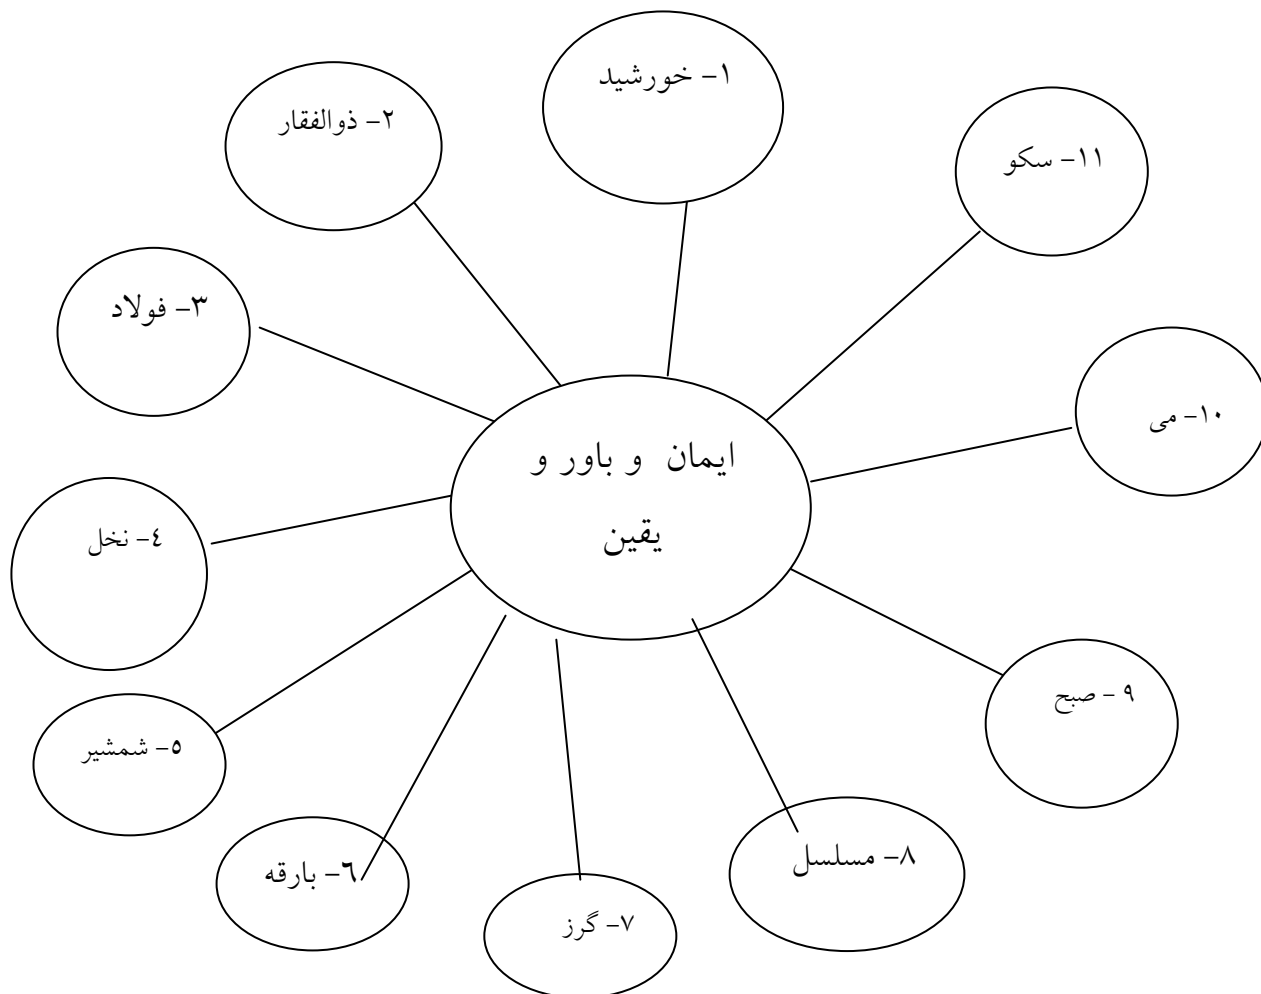 ایمان و باور و
یقین
۱- خورشید
۲- ذوالفقار
۳- فولاد
٤- نخل
٥- شمشیر
٦- بارقه
۷- گرز
۸- مسلسل
۹ - صبح
۱۰- می
۱۱- سکو